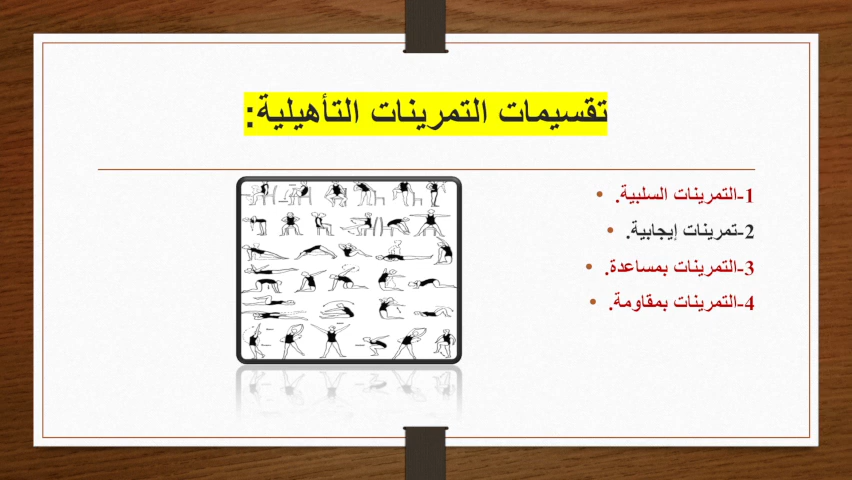 تقسيمات التمرينات التأهيلية:
1-التمرينات السلبية.
2-تمرينات إيجابية.
3-التمرينات بمساعدة.
4-التمرينات بمقاومة.